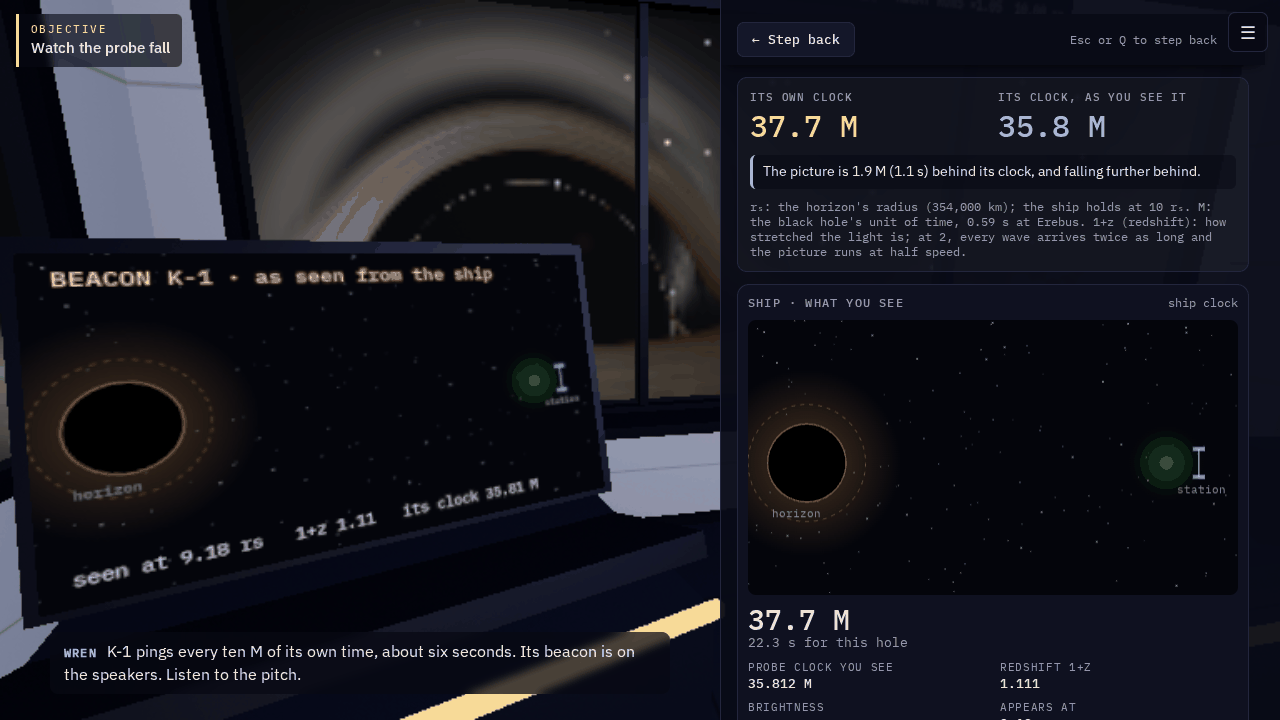 OBJECTIVE
Watch the probe fall
← Step back
Esc or Q to step back
☰
ITS OWN CLOCK
37.7 M
ITS CLOCK, AS YOU SEE IT
35.8 M
The picture is 1.9 M (1.1 s) behind its clock, and falling further behind.
rₛ: the horizon's radius (354,000 km); the ship holds at 10 rₛ. M:
the black hole's unit of time, 0.59 s at Erebus. 1+z (redshift): how
stretched the light is; at 2, every wave arrives twice as long and
the picture runs at half speed.
BEACON K-1 · as seen from the ship
station
horizon
seen at 9.18 rs 1+z 1.11 its clock 35.81 M
SHIP · WHAT YOU SEE
ship clock
station
horizon
37.7 M
22.3 s for this hole
PROBE CLOCK YOU SEE
35.812 M
REDSHIFT 1+Z
1.111
BRIGHTNESS
APPEARS AT
WREN K-1 pings every ten M of its own time, about six seconds. Its beacon is on
the speakers. Listen to the pitch.